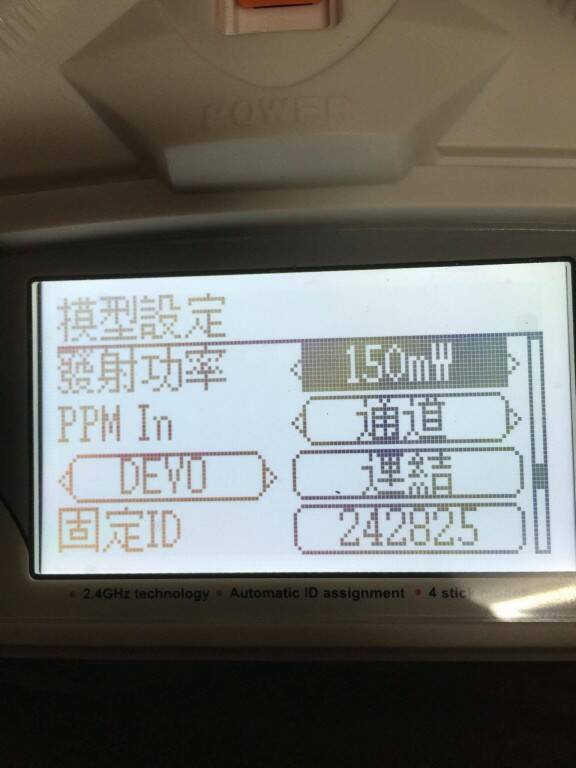 POWER
模型設定
發射功率 150mW
PPM In 通道
DEVO 連結
固定ID 242825
• 2.4GHz technology • Automatic ID assignment • 4 stick